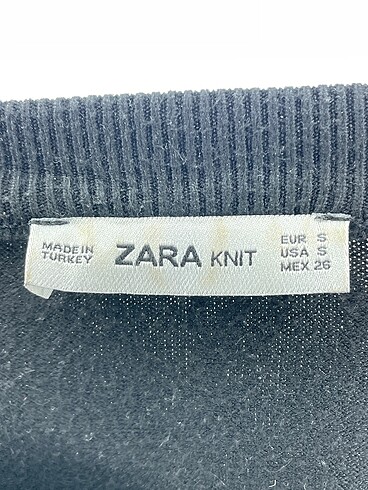 MADE IN
TURKEY
ZARA KNIT
EUR S
USA S
MEX 26